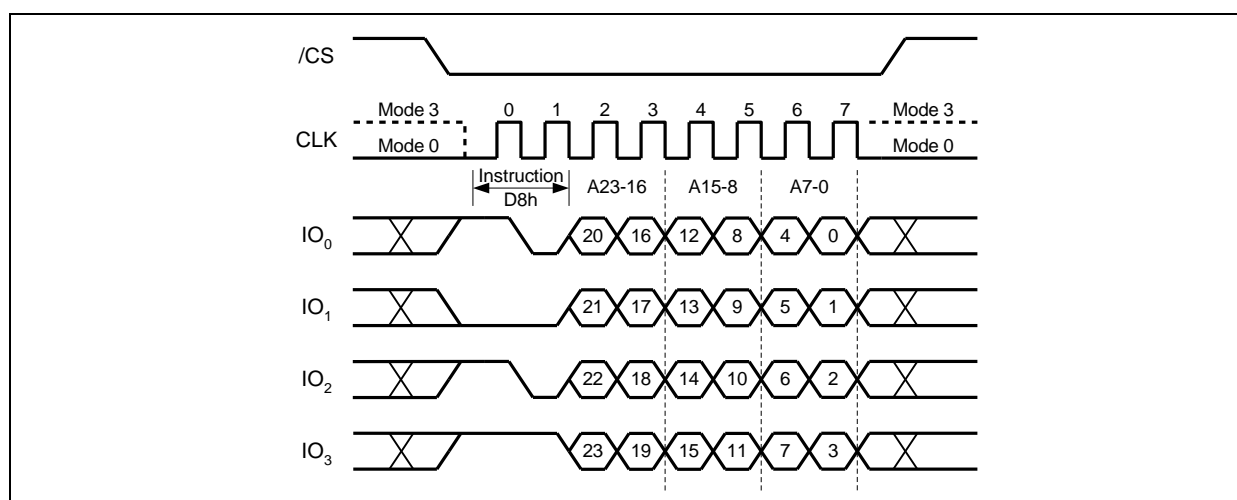 /CS
Mode 3 0 1 2 3 4 5 6 7 Mode 3
CLK
Mode 0 Mode 0
Instruction A23-16 A15-8 A7-0
D8h
IO0 20 16 12 8 4 0
IO1 21 17 13 9 5 1
IO2 22 18 14 10 6 2
IO3 23 19 15 11 7 3